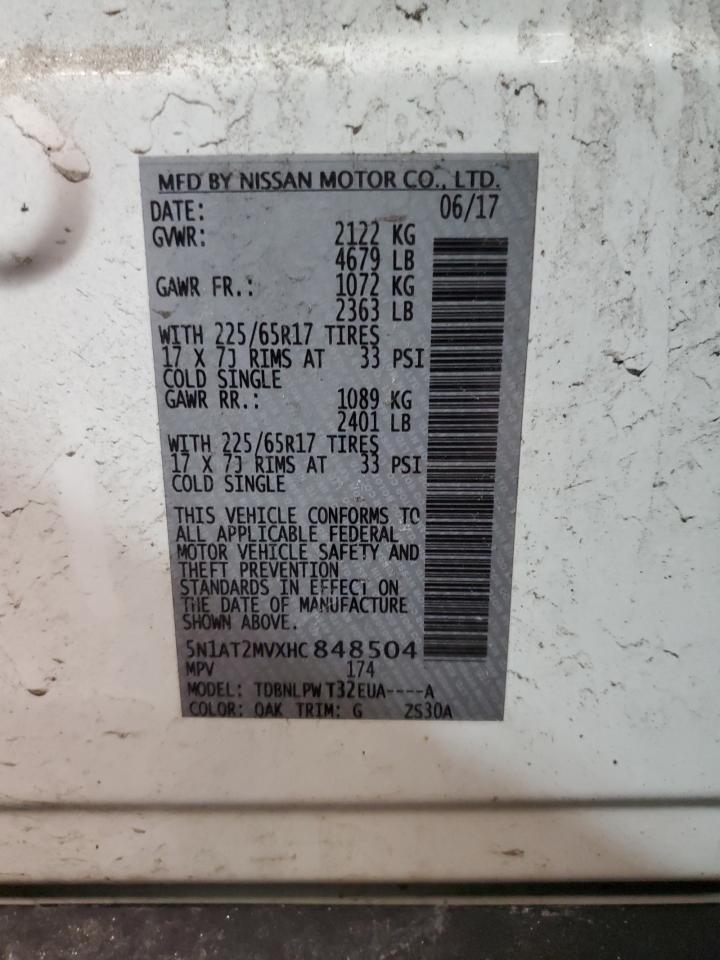 MFD BY NISSAN MOTOR CO., LTD.
DATE: 06/17
GVWR: 2122 KG
4679 LB
GAWR FR.: 1072 KG
2363 LB
WITH 225/65R17 TIRES
17 X 7J RIMS AT 33 PSI
COLD SINGLE
GAWR RR.: 1089 KG
2401 LB
WITH 225/65R17 TIRES
17 X 7J RIMS AT 33 PSI
COLD SINGLE
THIS VEHICLE CONFORMS TO
ALL APPLICABLE FEDERAL
MOTOR VEHICLE SAFETY AND
THEFT PREVENTION
STANDARDS IN EFFECT ON
THE DATE OF MANUFACTURE
SHOWN ABOVE.
5N1AT2MVXHC848504
MPV 174
MODEL: TDBNLPW T32EUA----A
COLOR: QAK TRIM: G 2S30A